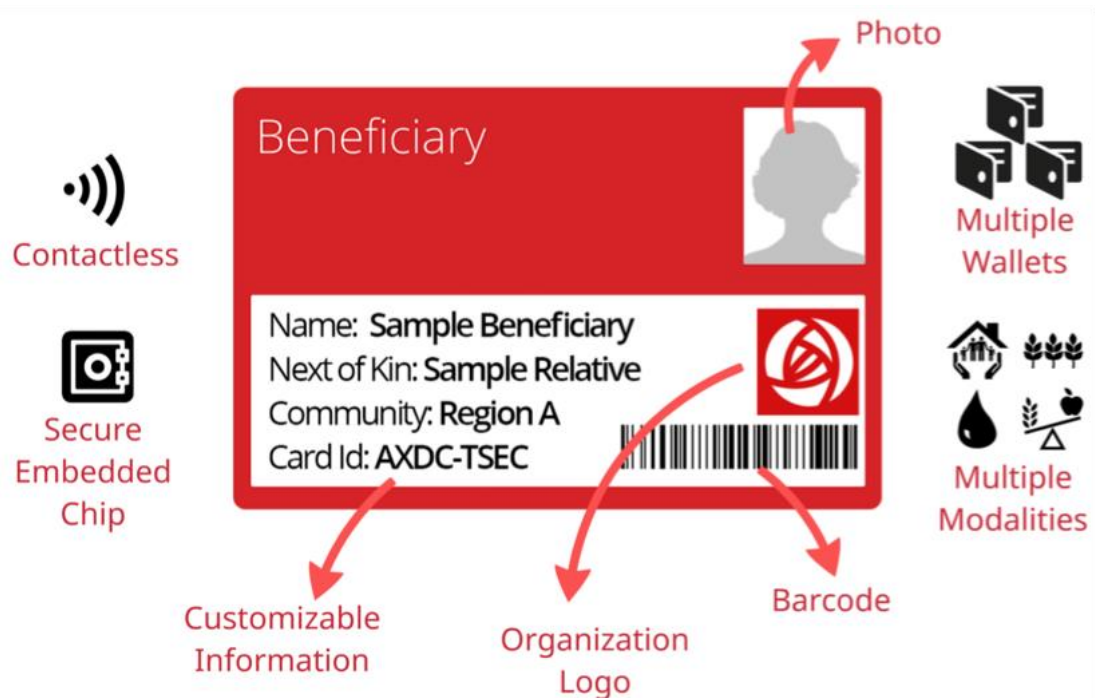 Photo
Beneficiary
Contactless
Multiple
Wallets
Name: Sample Beneficiary
Next of Kin: Sample Relative
Community: Region A
Card Id: AXDC-TSEC
Secure
Embedded
Chip
Multiple
Modalities
Customizable
Information
Organization
Logo
Barcode